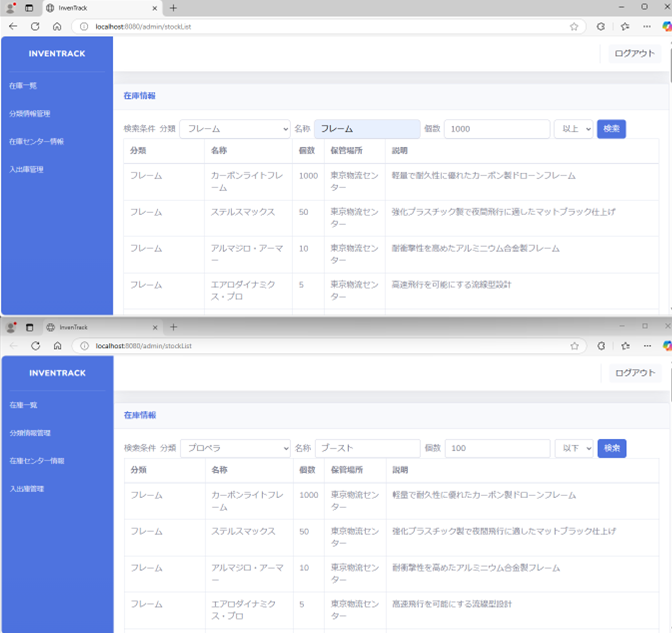 InvenTrack
localhost:8080/admin/stockList
INVENTRACK
ログアウト
在庫一覧
分類情報管理
在庫センター情報
入出庫管理
在庫情報
検索条件 分類 フレーム 名称 フレーム 個数 1000 以上 検索
分類 名称 個数 保管場所 説明
フレーム カーボンライトフレーム 1000 東京物流センター 軽量で耐久性に優れたカーボン製ドローンフレーム
フレーム ステルスマックス 50 東京物流センター 強化プラスチック製で夜間飛行に適したマットブラック仕上げ
フレーム アルマジロ・アーマー 10 東京物流センター 耐衝撃性を高めたアルミニウム合金製フレーム
フレーム エアロダイナミクス・プロ 5 東京物流センター 高速飛行を可能にする流線型設計
InvenTrack
localhost:8080/admin/stockList
INVENTRACK
ログアウト
在庫一覧
分類情報管理
在庫センター情報
入出庫管理
在庫情報
検索条件 分類 プロペラ 名称 ブースト 個数 100 以下 検索
分類 名称 個数 保管場所 説明
フレーム カーボンライトフレーム 1000 東京物流センター 軽量で耐久性に優れたカーボン製ドローンフレーム
フレーム ステルスマックス 50 東京物流センター 強化プラスチック製で夜間飛行に適したマットブラック仕上げ
フレーム アルマジロ・アーマー 10 東京物流センター 耐衝撃性を高めたアルミニウム合金製フレーム
フレーム エアロダイナミクス・プロ 5 東京物流センター 高速飛行を可能にする流線型設計